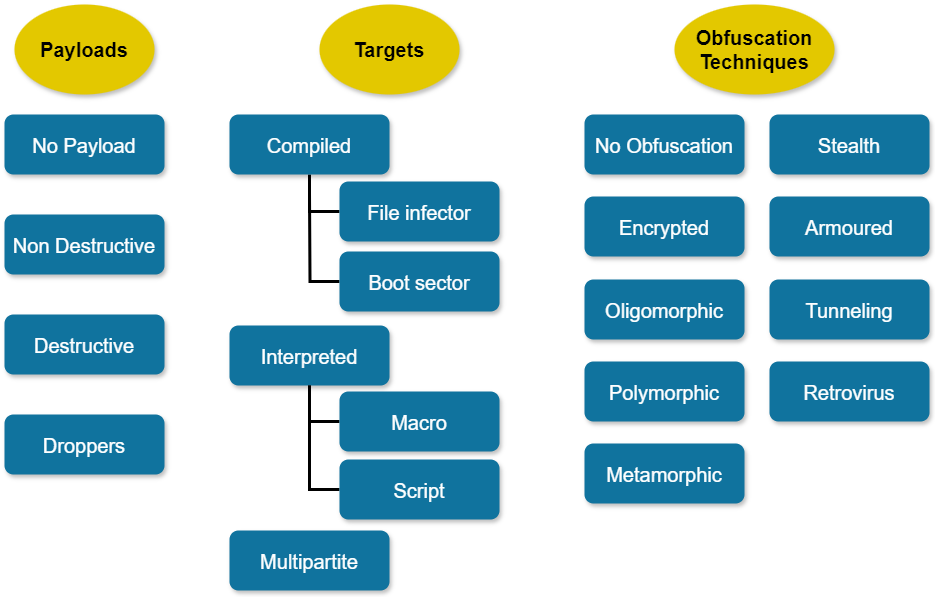 Payloads
No Payload
Non Destructive
Destructive
Droppers
Targets
Compiled
File infector
Boot sector
Interpreted
Macro
Script
Multipartite
Obfuscation
Techniques
No Obfuscation
Encrypted
Oligomorphic
Polymorphic
Metamorphic
Stealth
Armoured
Tunneling
Retrovirus